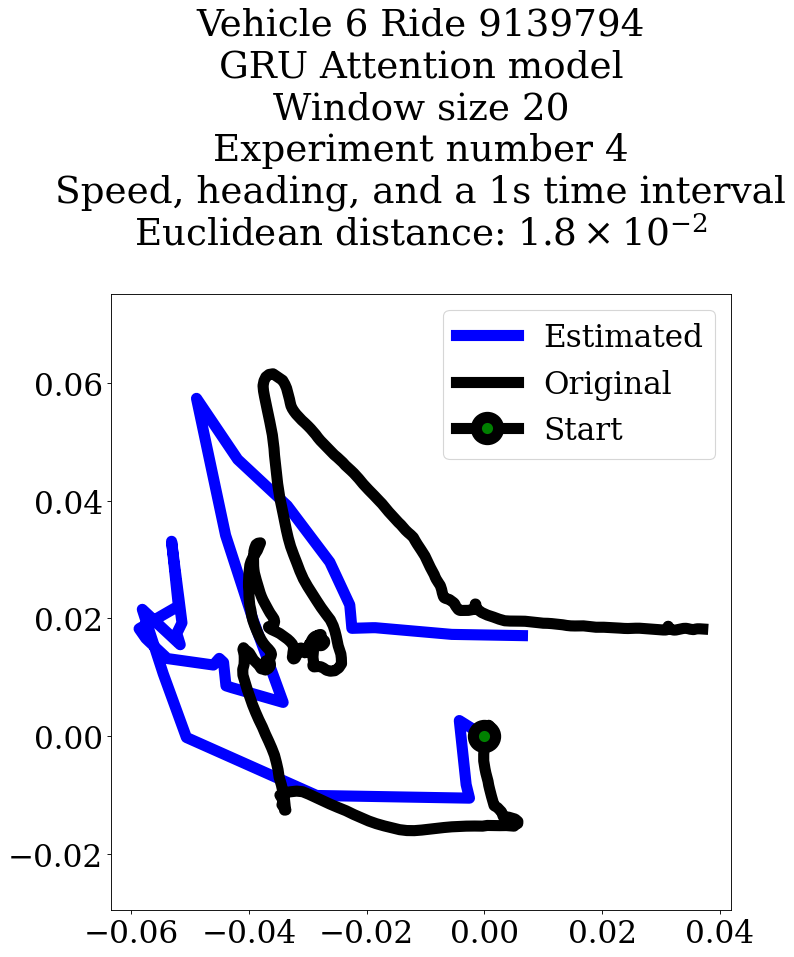 Vehicle 6 Ride 9139794
GRU Attention model
Window size 20
Experiment number 4
Speed, heading, and a 1s time interval
Euclidean distance: 1.8 × 10⁻²
Estimated
Original
Start
0.06
0.04
0.02
0.00
−0.02
−0.06 −0.04 −0.02 0.00 0.02 0.04